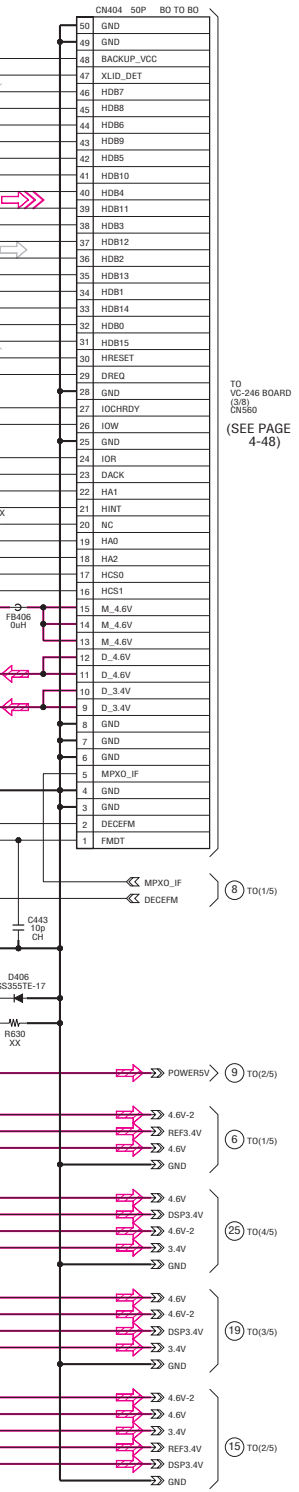 CN404 50P BO TO BO
50 GND
49 GND
48 BACKUP_VCC
47 XLID_DET
46 HDB7
45 HDB8
44 HDB6
43 HDB9
42 HDB5
41 HDB10
40 HDB4
39 HDB11
38 HDB3
37 HDB12
36 HDB2
35 HDB13
34 HDB1
33 HDB14
32 HDB0
31 HDB15
30 HRESET
29 DREQ
28 GND
27 IOCHRDY
26 IOW
25 GND
24 IOR
23 DACK
22 HA1
21 HINT
20 NC
19 HA0
18 HA2
17 HCS0
16 HCS1
15 M_4.6V
14 M_4.6V
13 M_4.6V
12 D_4.6V
11 D_4.6V
10 D_3.4V
9 D_3.4V
8 GND
7 GND
6 GND
5 MPXO_IF
4 GND
3 GND
2 DECEFM
1 FMDT
TO
VC-246 BOARD
(3/8)
CN560
(SEE PAGE
4-48)
X
FB406
0uH
MPXO_IF
DECEFM
8 TO(1/5)
C443
10p
CH
D406
SS355TE-17
R630
XX
POWER5V
9 TO(2/5)
4.6V-2
REF3.4V
4.6V
GND
6 TO(1/5)
4.6V
DSP3.4V
4.6V-2
3.4V
GND
25 TO(4/5)
4.6V
4.6V-2
DSP3.4V
3.4V
GND
19 TO(3/5)
4.6V-2
4.6V
3.4V
REF3.4V
DSP3.4V
GND
15 TO(2/5)